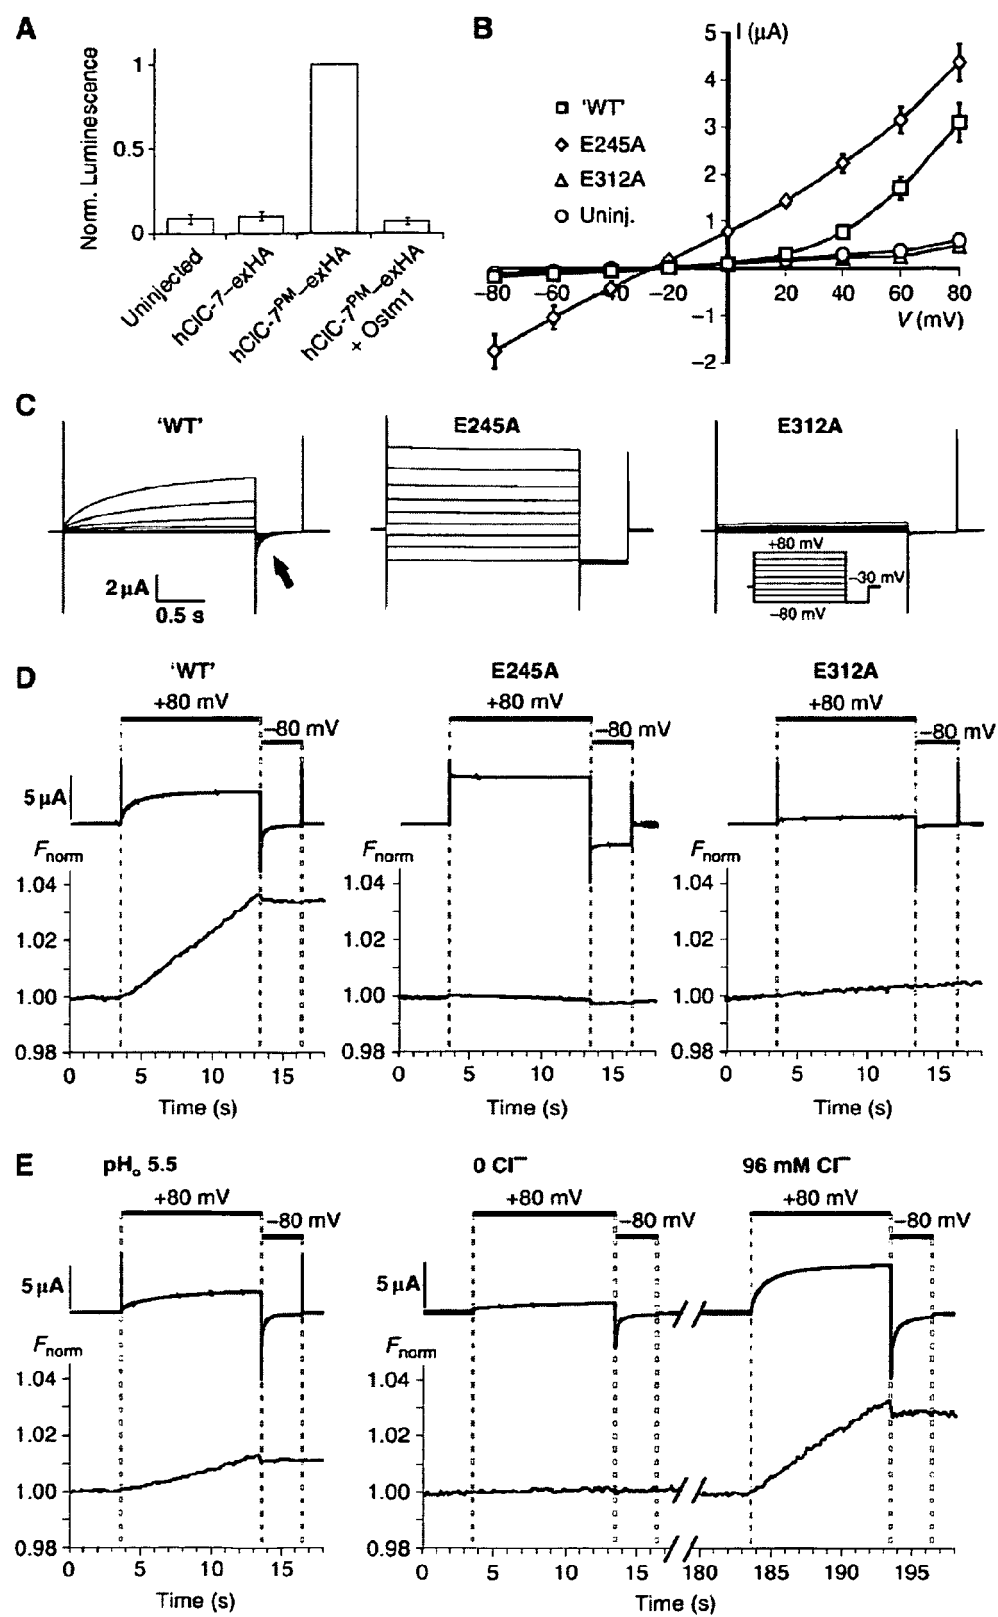 A
Norm. Luminescence
1
0.5
0
Uninjected
hClC-7–exHA
hClC-7PM–exHA
hClC-7PM–exHA
+ Ostm1
B
I (µA)
5
4
3
2
1
−1
−2
'WT'
E245A
E312A
Uninj.
−80 −60 −40 −20 20 40 60 80
V (mV)
C
'WT' E245A E312A
2 µA
0.5 s
+80 mV
−30 mV
−80 mV
D
'WT' E245A E312A
+80 mV +80 mV +80 mV
−80 mV −80 mV −80 mV
5 µA
Fnorm Fnorm Fnorm
1.04 1.04 1.04
1.02 1.02 1.02
1.00 1.00 1.00
0.98 0.98 0.98
0 5 10 15 0 5 10 15 0 5 10 15
Time (s) Time (s) Time (s)
E
pHo 5.5 0 Cl− 96 mM Cl−
+80 mV +80 mV +80 mV
−80 mV −80 mV −80 mV
5 µA 5 µA
Fnorm Fnorm
1.04 1.04
1.02 1.02
1.00 1.00
0.98 0.98
0 5 10 15 0 5 10 15 180 185 190 195
Time (s) Time (s)